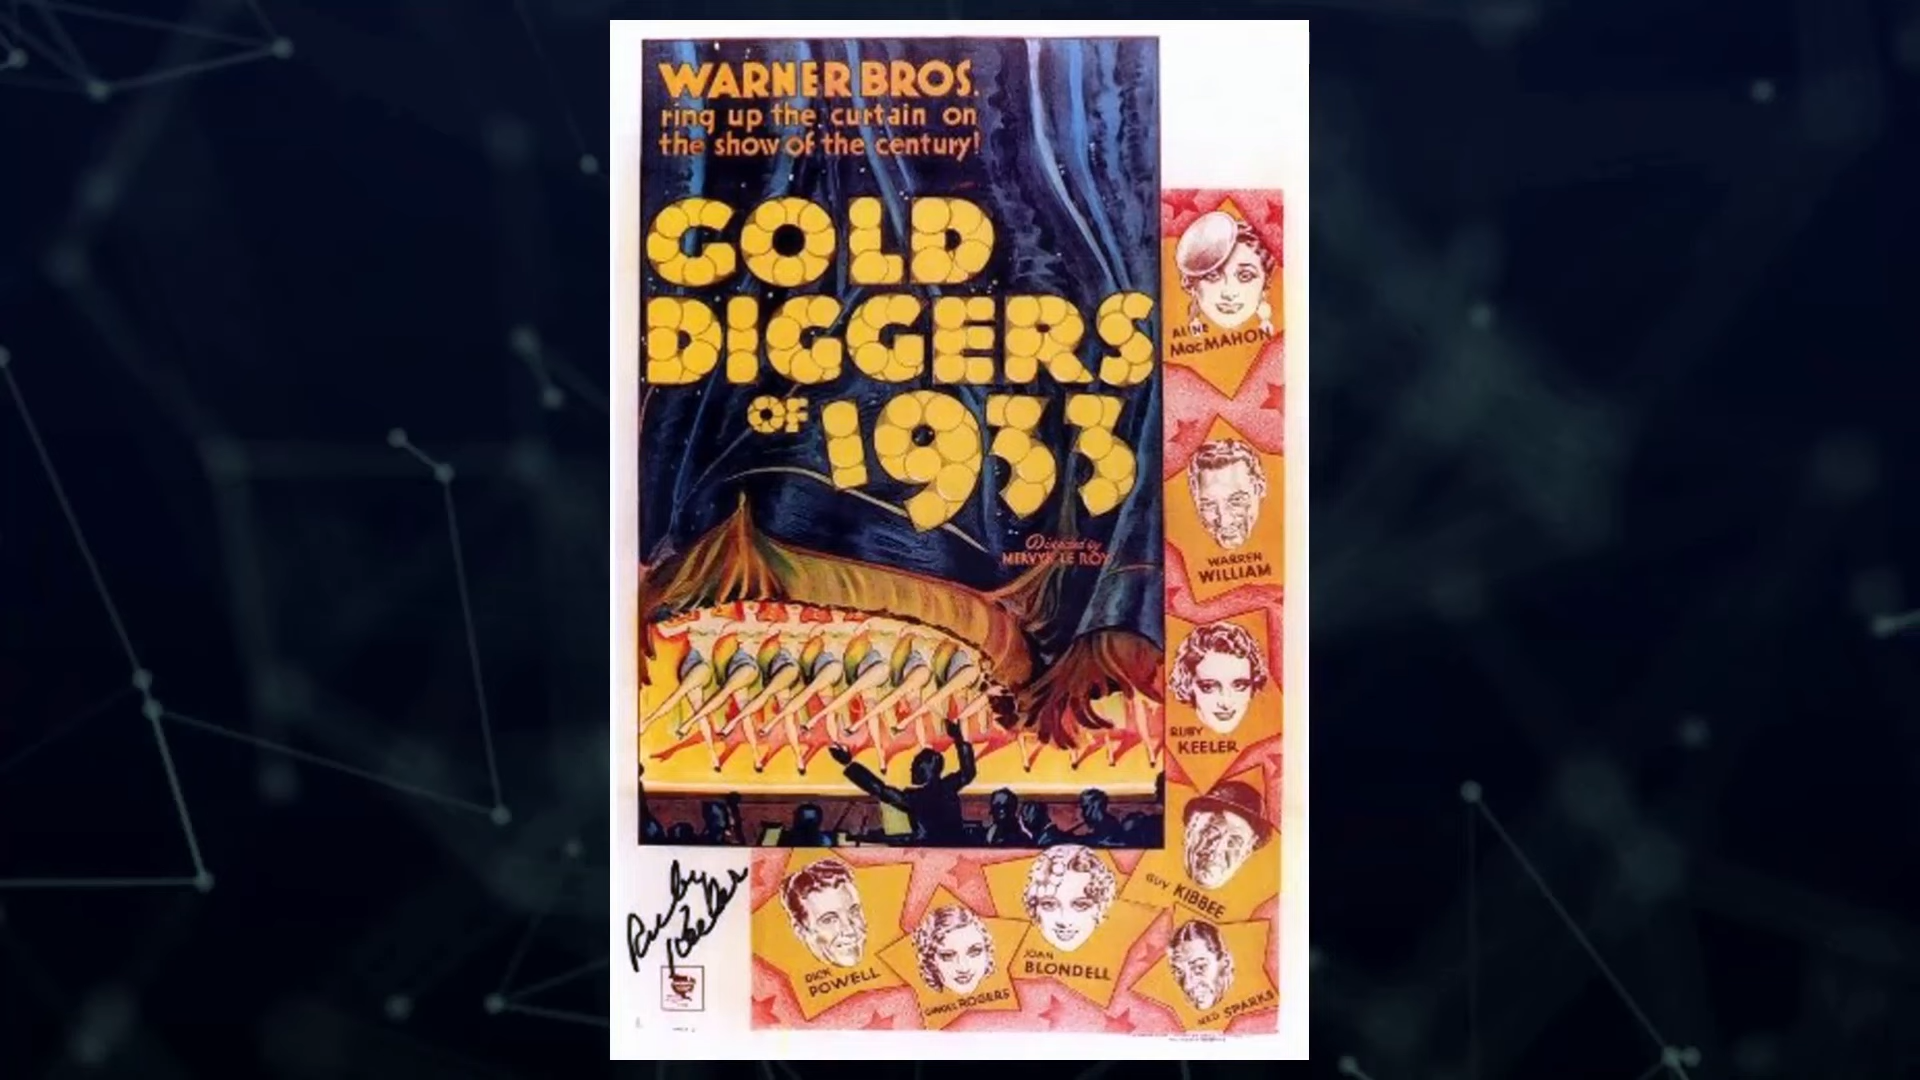 WARNER BROS.
ring up the curtain on
the show of the century!
GOLD
DIGGERS
OF 1933
Directed by
MERVYN LE ROY
ALINE
MacMAHON
WARREN
WILLIAM
RUBY
KEELER
GUY KIBBEE
DICK
POWELL
GINGER ROGERS
JOAN
BLONDELL
NED SPARKS
Ruby
Keeler